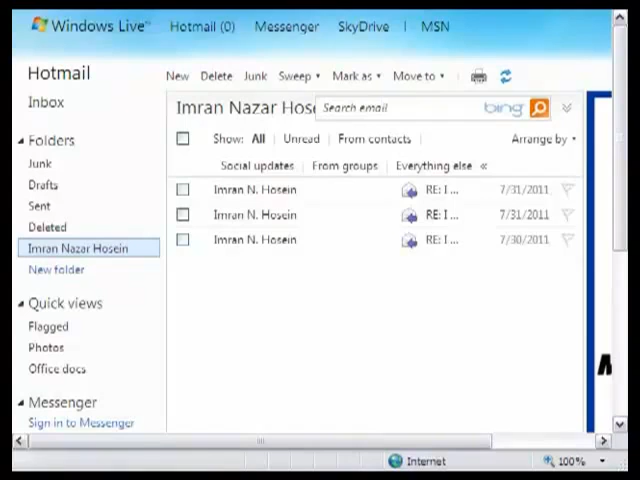 Windows Live™ Hotmail (0) Messenger SkyDrive | MSN
Hotmail
New Delete Junk Sweep Mark as Move to
Inbox
Imran Nazar Hose Search email bing
Show: All Unread From contacts Arrange by
Social updates From groups Everything else «
Folders
Junk
Drafts
Sent
Deleted
Imran Nazar Hosein
New folder
Imran N. Hosein RE: I ... 7/31/2011
Imran N. Hosein RE: I ... 7/31/2011
Imran N. Hosein RE: I ... 7/30/2011
Quick views
Flagged
Photos
Office docs
Messenger
Sign in to Messenger
Internet 100%